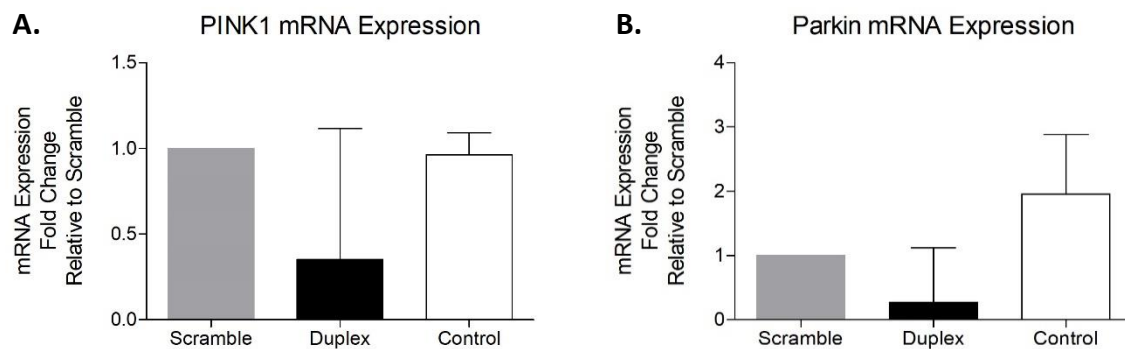 A.
PINK1 mRNA Expression
mRNA Expression
Fold Change
Relative to Scramble
1.5
1.0
0.5
0.0
Scramble Duplex Control
B.
Parkin mRNA Expression
mRNA Expression
Fold Change
Relative to Scramble
4
3
2
1
0
Scramble Duplex Control